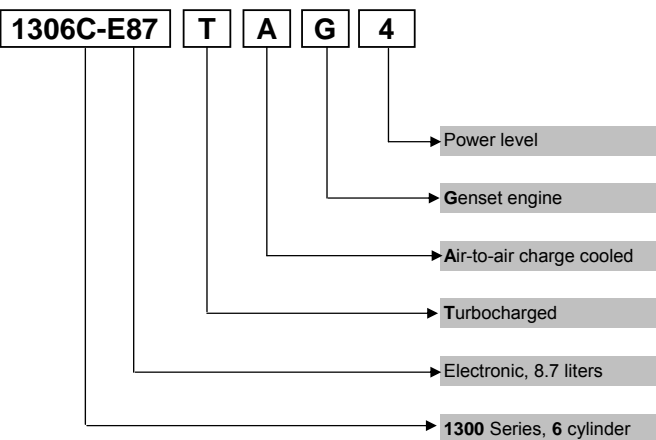 1306C-E87 T A G 4
Power level
Genset engine
Air-to-air charge cooled
Turbocharged
Electronic, 8.7 liters
1300 Series, 6 cylinder